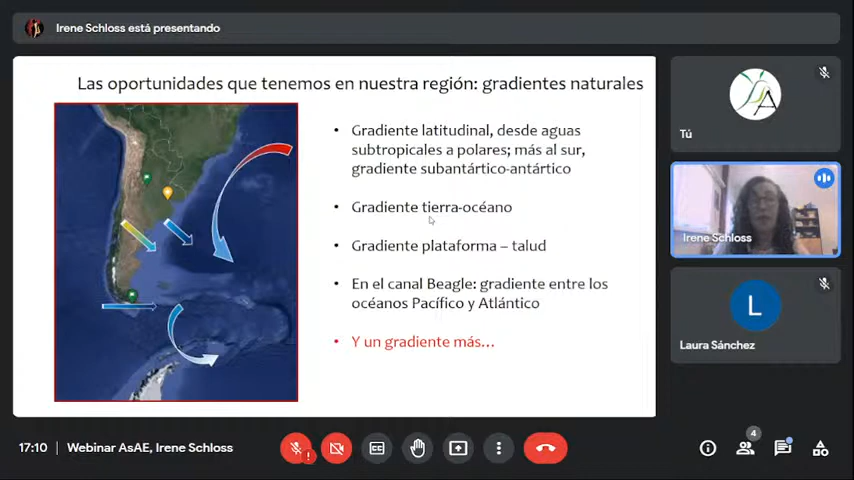 Irene Schloss está presentando
Las oportunidades que tenemos en nuestra región: gradientes naturales
• Gradiente latitudinal, desde aguas
subtropicales a polares; más al sur,
gradiente subantártico-antártico
• Gradiente tierra-océano
• Gradiente plataforma – talud
• En el canal Beagle: gradiente entre los
océanos Pacífico y Atlántico
• Y un gradiente más...
Tú
Irene Schloss
L
Laura Sánchez
17:10 | Webinar AsAE, Irene Schloss
4